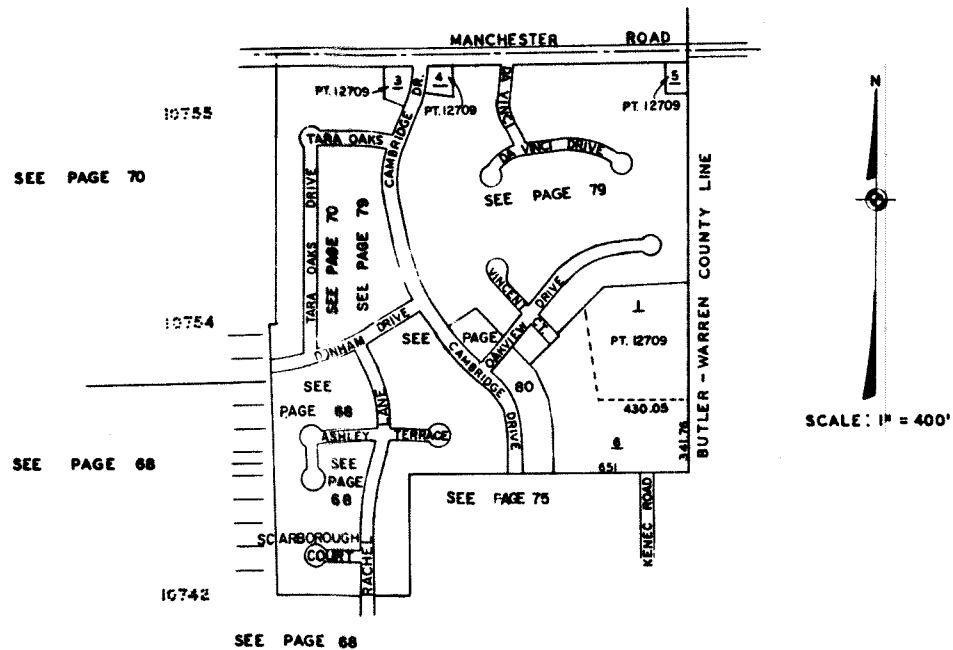 MANCHESTER ROAD
3
PT. 12709
4
PT. 12709
5
PT. 12709
CAMBRIDGE DR.
DA VINCI
DA VINCI DRIVE
N
10755
TARA OAKS
SEE PAGE 70
SEE PAGE 79
TARA OAKS DRIVE
SEE PAGE 70
SEE PAGE 79
BUTLER - WARREN COUNTY LINE
VINCENT CT.
OAKVIEW DRIVE
10754
DONHAM DRIVE
SEE PAGE 80
CAMBRIDGE DRIVE
1
PT. 12709
430.05
341.76
SCALE: 1" = 400'
SEE
PAGE 68
LANE
ASHLEY TERRACE
6
651
SEE PAGE 68
SEE
PAGE
68
SEE PAGE 75
KENEC ROAD
SCARBOROUGH
COURT
RACHEL
10742
SEE PAGE 68